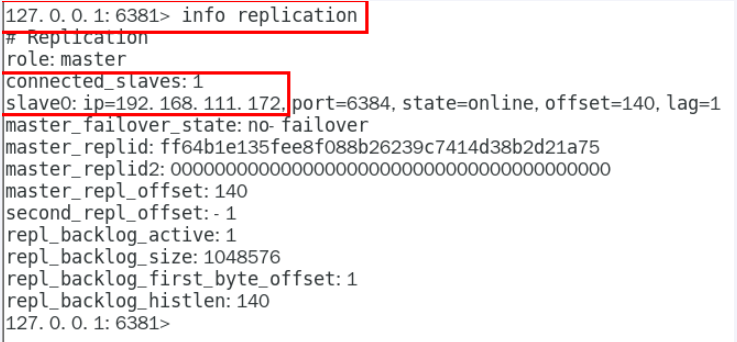 127.0.0.1:6381> info replication
# Replication
role:master
connected_slaves:1
slave0:ip=192.168.111.172,port=6384,state=online,offset=140,lag=1
master_failover_state:no-failover
master_replid:ff64b1e135fee8f088b26239c7414d38b2d21a75
master_replid2:0000000000000000000000000000000000000000
master_repl_offset:140
second_repl_offset:-1
repl_backlog_active:1
repl_backlog_size:1048576
repl_backlog_first_byte_offset:1
repl_backlog_histlen:140
127.0.0.1:6381>